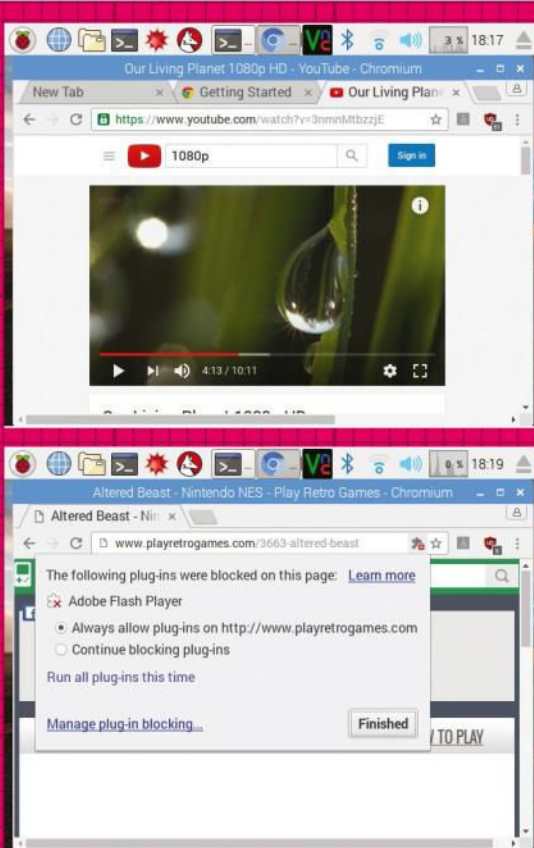 3 % 18:17
Our Living Planet 1080p HD - YouTube - Chromium
New Tab
Getting Started
Our Living Plan
https://www.youtube.com/watch?v=3nmnMtbzzjE
1080p
Sign in
4:13 / 10:11
0 % 18:19
Altered Beast - Nintendo NES - Play Retro Games - Chromium
Altered Beast - Nin
www.playretrogames.com/3663-altered-beast
The following plug-ins were blocked on this page: Learn more
Adobe Flash Player
Always allow plug-ins on http://www.playretrogames.com
Continue blocking plug-ins
Run all plug-ins this time
Manage plug-in blocking...
Finished
TO PLAY